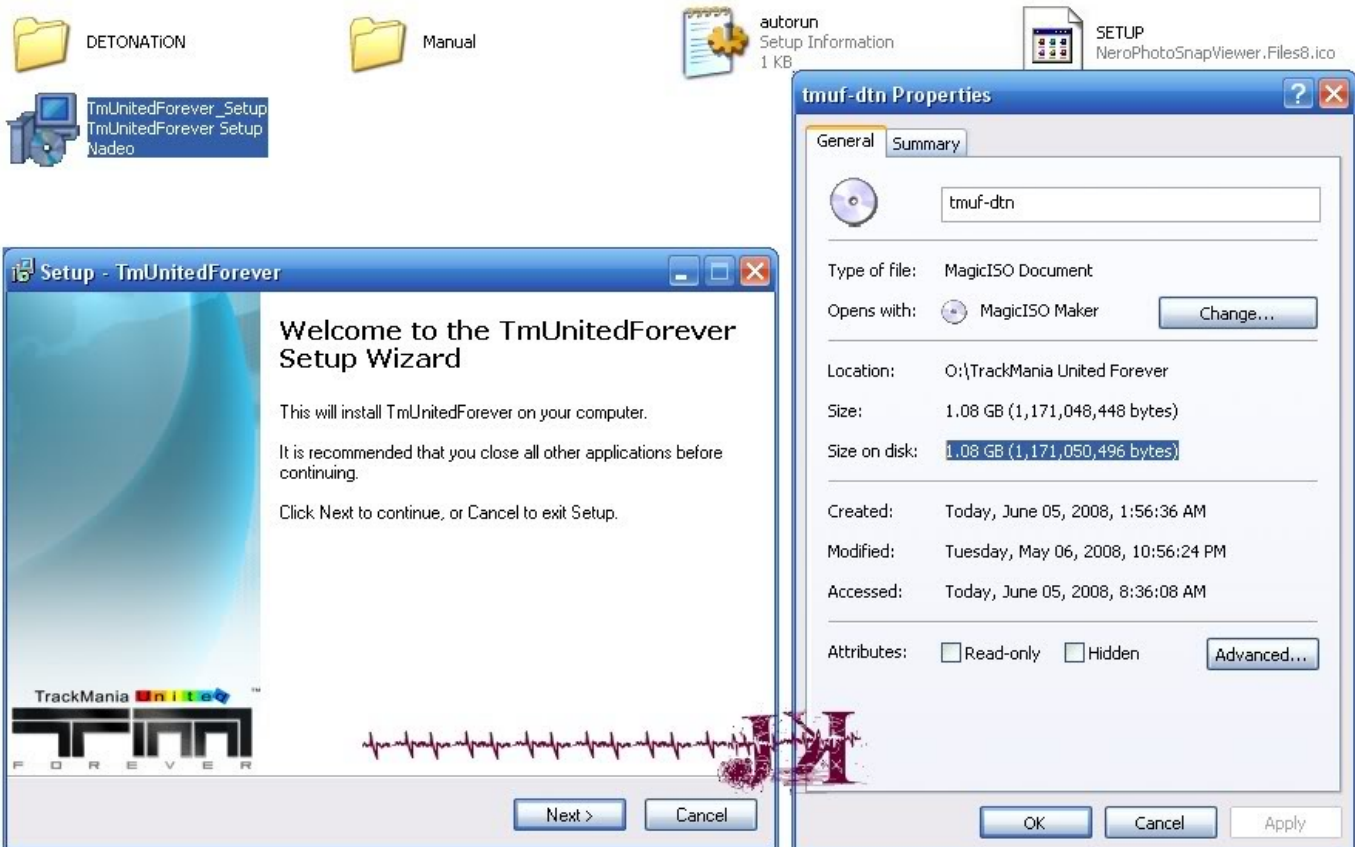 DETONATiON
Manual
autorun
Setup Information
1 KB
SETUP
NeroPhotoSnapViewer.Files8.ico
TmUnitedForever_Setup
TmUnitedForever Setup
Nadeo
Setup - TmUnitedForever
Welcome to the TmUnitedForever
Setup Wizard
This will install TmUnitedForever on your computer.
It is recommended that you close all other applications before
continuing.
Click Next to continue, or Cancel to exit Setup.
TrackMania United ™
TM
FOREVER
Next >
Cancel
tmuf-dtn Properties
General
Summary
tmuf-dtn
Type of file: MagicISO Document
Opens with: MagicISO Maker
Change...
Location: O:\TrackMania United Forever
Size: 1.08 GB (1,171,048,448 bytes)
Size on disk: 1.08 GB (1,171,050,496 bytes)
Created: Today, June 05, 2008, 1:56:36 AM
Modified: Tuesday, May 06, 2008, 10:56:24 PM
Accessed: Today, June 05, 2008, 8:36:08 AM
Attributes: Read-only Hidden
Advanced...
OK
Cancel
Apply